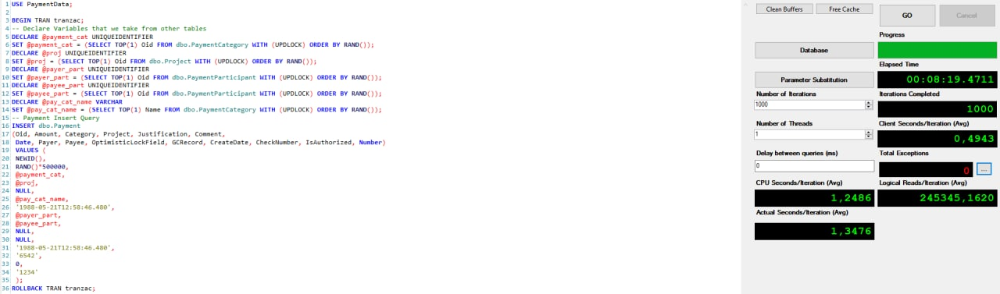 1 USE PaymentData;
2
3 BEGIN TRAN tranzac;
4 -- Declare Variables that we take from other tables
5 DECLARE @payment_cat UNIQUEIDENTIFIER
6 SET @payment_cat = (SELECT TOP(1) Oid FROM dbo.PaymentCategory WITH (UPDLOCK) ORDER BY RAND());
7 DECLARE @proj UNIQUEIDENTIFIER
8 SET @proj = (SELECT TOP(1) Oid FROM dbo.Project WITH (UPDLOCK) ORDER BY RAND());
9 DECLARE @payer_part UNIQUEIDENTIFIER
10 SET @payer_part = (SELECT TOP(1) Oid FROM dbo.PaymentParticipant WITH (UPDLOCK) ORDER BY RAND());
11 DECLARE @payee_part UNIQUEIDENTIFIER
12 SET @payee_part = (SELECT TOP(1) Oid FROM dbo.PaymentParticipant WITH (UPDLOCK) ORDER BY RAND());
13 DECLARE @pay_cat_name VARCHAR
14 SET @pay_cat_name = (SELECT TOP(1) Name FROM dbo.PaymentCategory WITH (UPDLOCK) ORDER BY RAND());
15 -- Payment Insert Query
16 INSERT dbo.Payment
17 (Oid, Amount, Category, Project, Justification, Comment,
18 Date, Payer, Payee, OptimisticLockField, GCRecord, CreateDate, CheckNumber, IsAuthorized, Number)
19 VALUES (
20 NEWID(),
21 RAND()*500000,
22 @payment_cat,
23 @proj,
24 NULL,
25 @pay_cat_name,
26 '1988-05-21T12:58:46.480',
27 @payer_part,
28 @payee_part,
29 NULL,
30 NULL,
31 '1988-05-21T12:58:46.480',
32 '6542',
33 0,
34 '1234'
35 );
36 ROLLBACK TRAN tranzac;
Clean Buffers
Free Cache
GO
Cancel
Progress
Database
Elapsed Time
00:08:19.4711
Parameter Substitution
Number of Iterations
1000
Iterations Completed
1000
Number of Threads
1
Client Seconds/Iteration (Avg)
0,4943
Delay between queries (ms)
0
Total Exceptions
0
...
CPU Seconds/Iteration (Avg)
1,2486
Logical Reads/Iteration (Avg)
245345,1620
Actual Seconds/Iteration (Avg)
1,3476